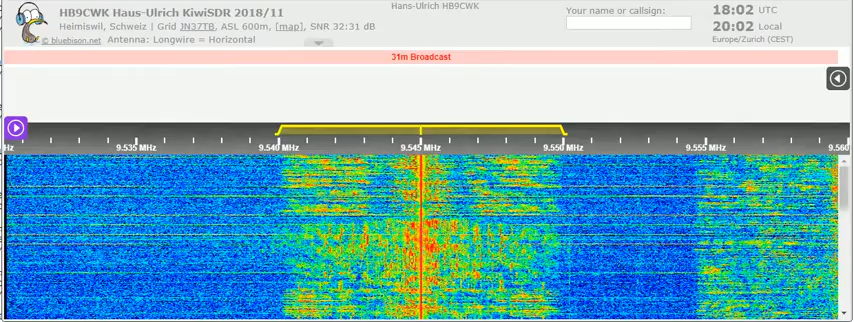 HB9CWK Haus-Ulrich KiwiSDR 2018/11
Hans-Ulrich HB9CWK
Heimiswil, Schweiz | Grid JN37TB, ASL 600m, [map], SNR 32:31 dB
© bluebison.net
Antenna: Longwire = Horizontal
Your name or callsign:
18:02 UTC
20:02 Local
Europe/Zurich (CEST)
31m Broadcast
Hz 9.535 MHz 9.540 MHz 9.545 MHz 9.550 MHz 9.555 MHz 9.560